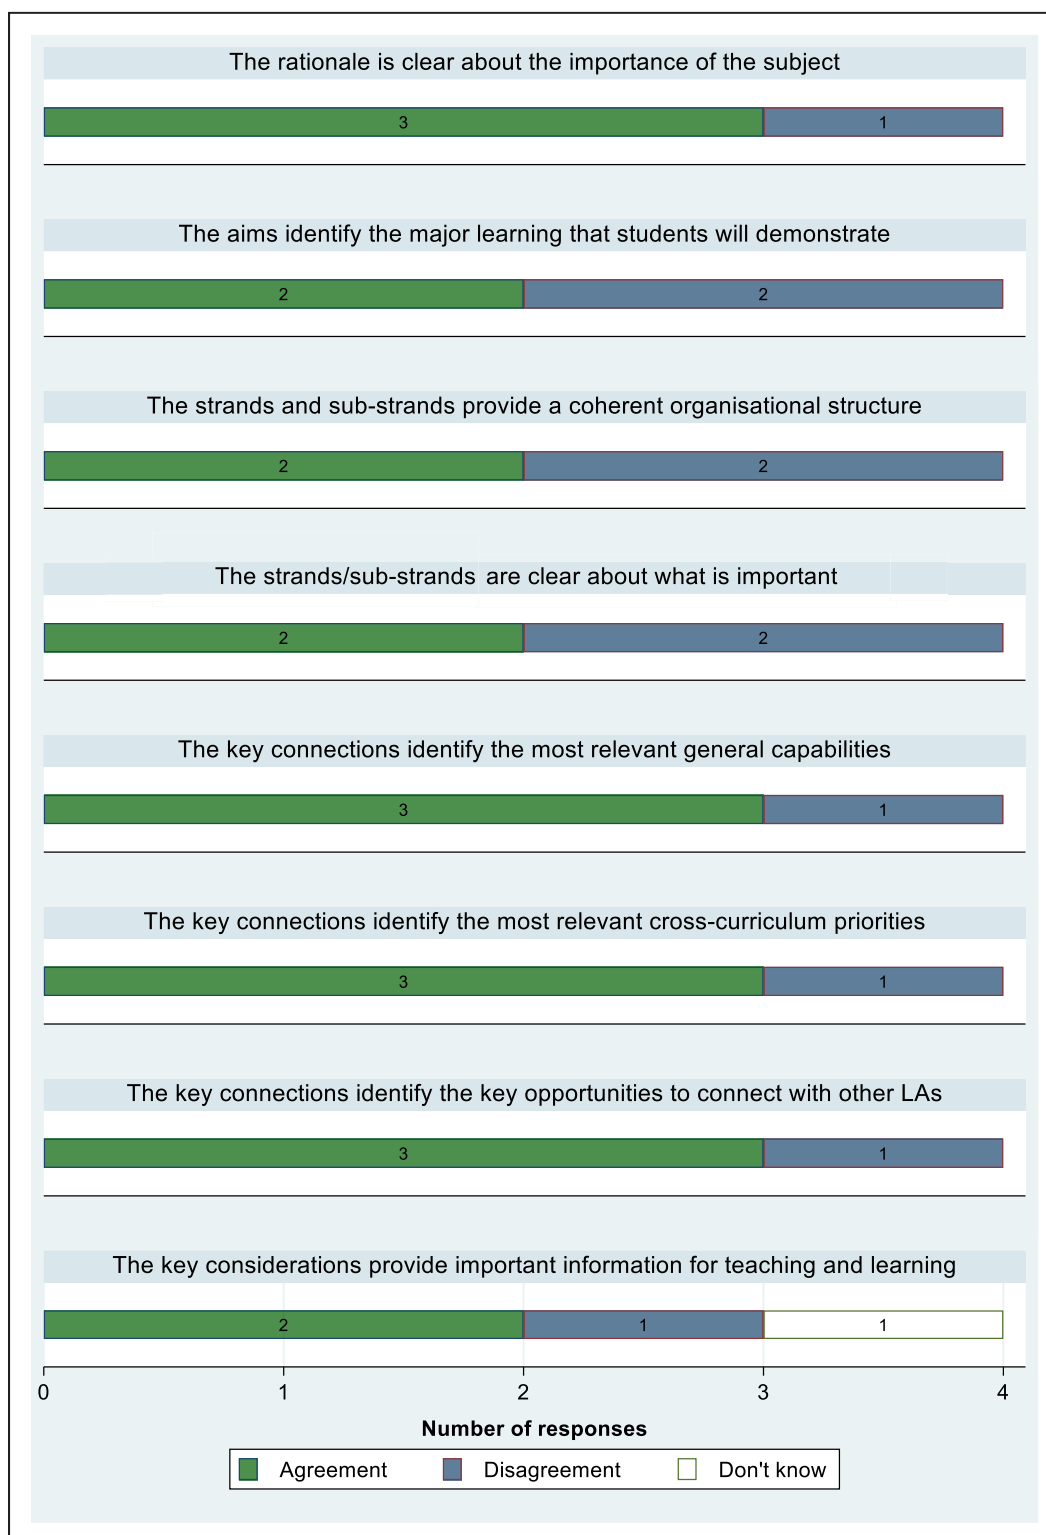 The rationale is clear about the importance of the subject
3 1
The aims identify the major learning that students will demonstrate
2 2
The strands and sub-strands provide a coherent organisational structure
2 2
The strands/sub-strands are clear about what is important
2 2
The key connections identify the most relevant general capabilities
3 1
The key connections identify the most relevant cross-curriculum priorities
3 1
The key connections identify the key opportunities to connect with other LAs
3 1
The key considerations provide important information for teaching and learning
2 1 1
0 1 2 3 4
Number of responses
Agreement Disagreement Don't know